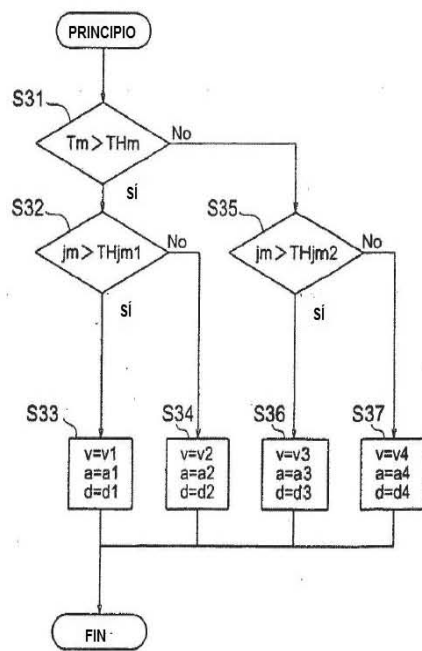 PRINCIPIO
S31
Tm > THm
No
SÍ
S32
jm > THjm1
No
SÍ
S35
jm > THjm2
No
SÍ
S33
v=v1
a=a1
d=d1
S34
v=v2
a=a2
d=d2
S36
v=v3
a=a3
d=d3
S37
v=v4
a=a4
d=d4
FIN